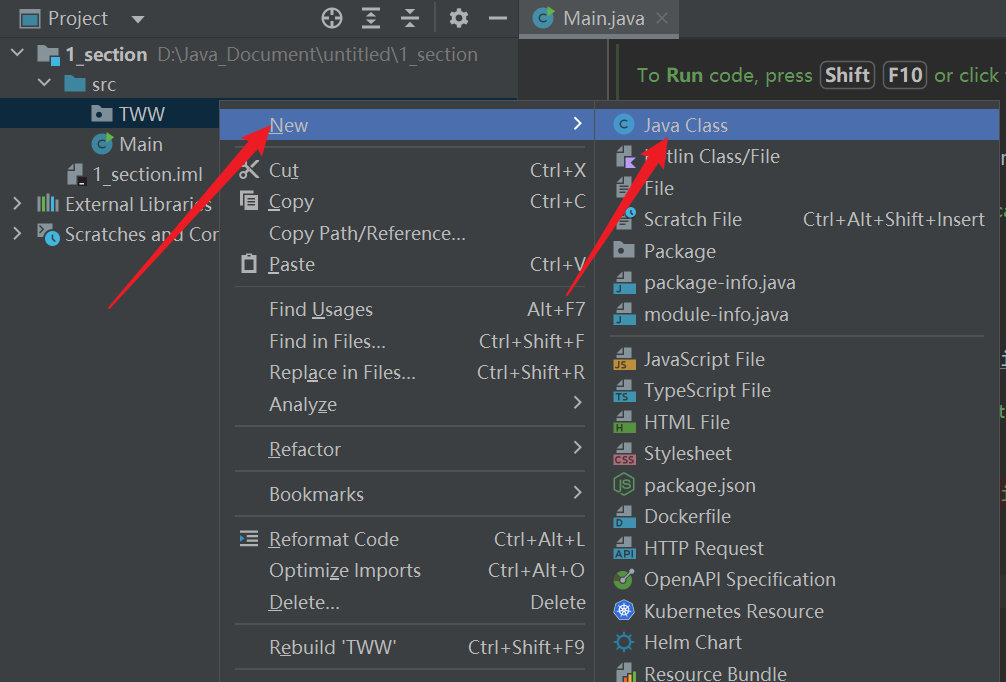 Project
Main.java
1_section D:\Java_Document\untitled\1_section
src
TWW
Main
1_section.iml
External Libraries
Scratches and Con
To Run code, press Shift F10 or click
New
Cut Ctrl+X
Copy Ctrl+C
Copy Path/Reference...
Paste Ctrl+V
Find Usages Alt+F7
Find in Files... Ctrl+Shift+F
Replace in Files... Ctrl+Shift+R
Analyze
Refactor
Bookmarks
Reformat Code Ctrl+Alt+L
Optimize Imports Ctrl+Alt+O
Delete... Delete
Rebuild 'TWW' Ctrl+Shift+F9
Java Class
Kotlin Class/File
File
Scratch File Ctrl+Alt+Shift+Insert
Package
package-info.java
module-info.java
JavaScript File
TypeScript File
HTML File
Stylesheet
package.json
Dockerfile
HTTP Request
OpenAPI Specification
Kubernetes Resource
Helm Chart
Resource Bundle